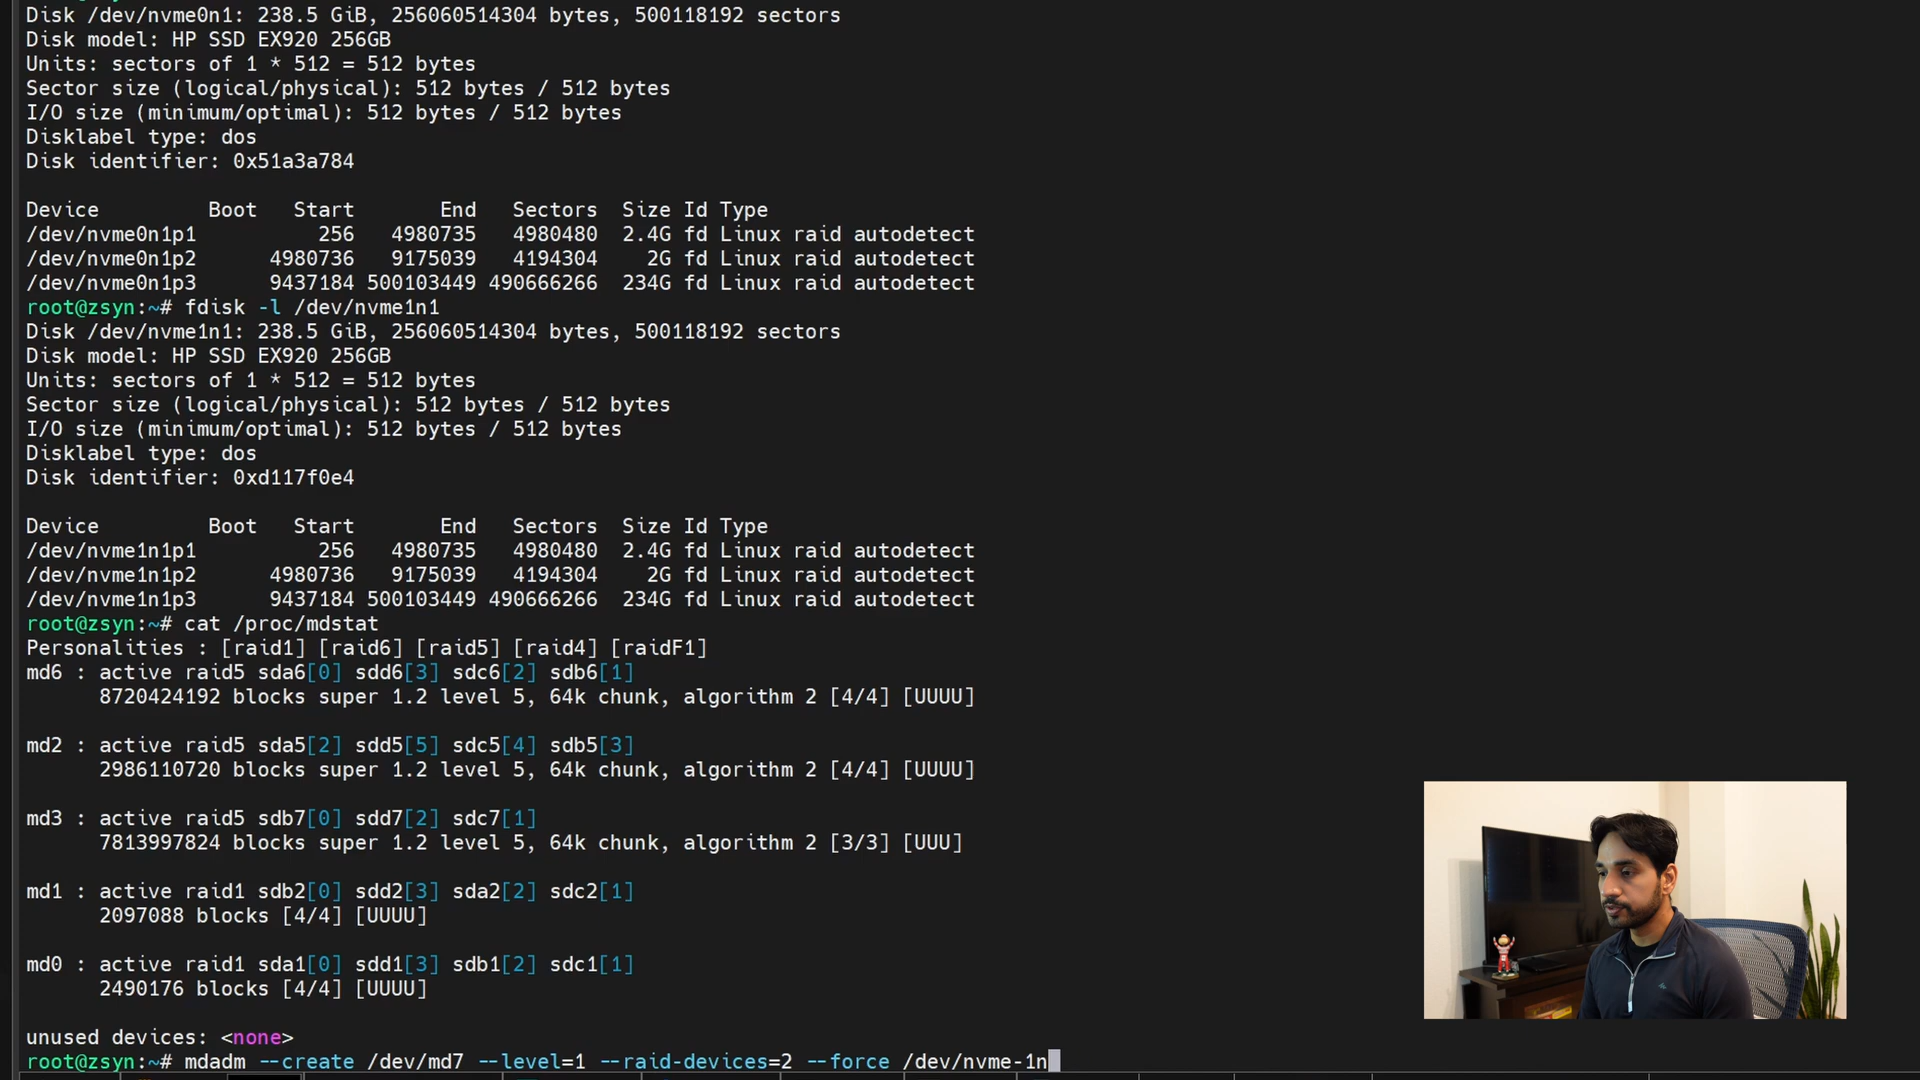 Disk /dev/nvme0n1: 238.5 GiB, 256060514304 bytes, 500118192 sectors
Disk model: HP SSD EX920 256GB
Units: sectors of 1 * 512 = 512 bytes
Sector size (logical/physical): 512 bytes / 512 bytes
I/O size (minimum/optimal): 512 bytes / 512 bytes
Disklabel type: dos
Disk identifier: 0x51a3a784
Device Boot Start End Sectors Size Id Type
/dev/nvme0n1p1 256 4980735 4980480 2.4G fd Linux raid autodetect
/dev/nvme0n1p2 4980736 9175039 4194304 2G fd Linux raid autodetect
/dev/nvme0n1p3 9437184 500103449 490666266 234G fd Linux raid autodetect
root@zsyn:~# fdisk -l /dev/nvme1n1
Disk /dev/nvme1n1: 238.5 GiB, 256060514304 bytes, 500118192 sectors
Disk model: HP SSD EX920 256GB
Units: sectors of 1 * 512 = 512 bytes
Sector size (logical/physical): 512 bytes / 512 bytes
I/O size (minimum/optimal): 512 bytes / 512 bytes
Disklabel type: dos
Disk identifier: 0xd117f0e4
Device Boot Start End Sectors Size Id Type
/dev/nvme1n1p1 256 4980735 4980480 2.4G fd Linux raid autodetect
/dev/nvme1n1p2 4980736 9175039 4194304 2G fd Linux raid autodetect
/dev/nvme1n1p3 9437184 500103449 490666266 234G fd Linux raid autodetect
root@zsyn:~# cat /proc/mdstat
Personalities : [raid1] [raid6] [raid5] [raid4] [raidF1]
md6 : active raid5 sda6[0] sdd6[3] sdc6[2] sdb6[1]
8720424192 blocks super 1.2 level 5, 64k chunk, algorithm 2 [4/4] [UUUU]
md2 : active raid5 sda5[2] sdd5[5] sdc5[4] sdb5[3]
2986110720 blocks super 1.2 level 5, 64k chunk, algorithm 2 [4/4] [UUUU]
md3 : active raid5 sdb7[0] sdd7[2] sdc7[1]
7813997824 blocks super 1.2 level 5, 64k chunk, algorithm 2 [3/3] [UUU]
md1 : active raid1 sdb2[0] sdd2[3] sda2[2] sdc2[1]
2097088 blocks [4/4] [UUUU]
md0 : active raid1 sda1[0] sdd1[3] sdb1[2] sdc1[1]
2490176 blocks [4/4] [UUUU]
unused devices: <none>
root@zsyn:~# mdadm --create /dev/md7 --level=1 --raid-devices=2 --force /dev/nvme-1n